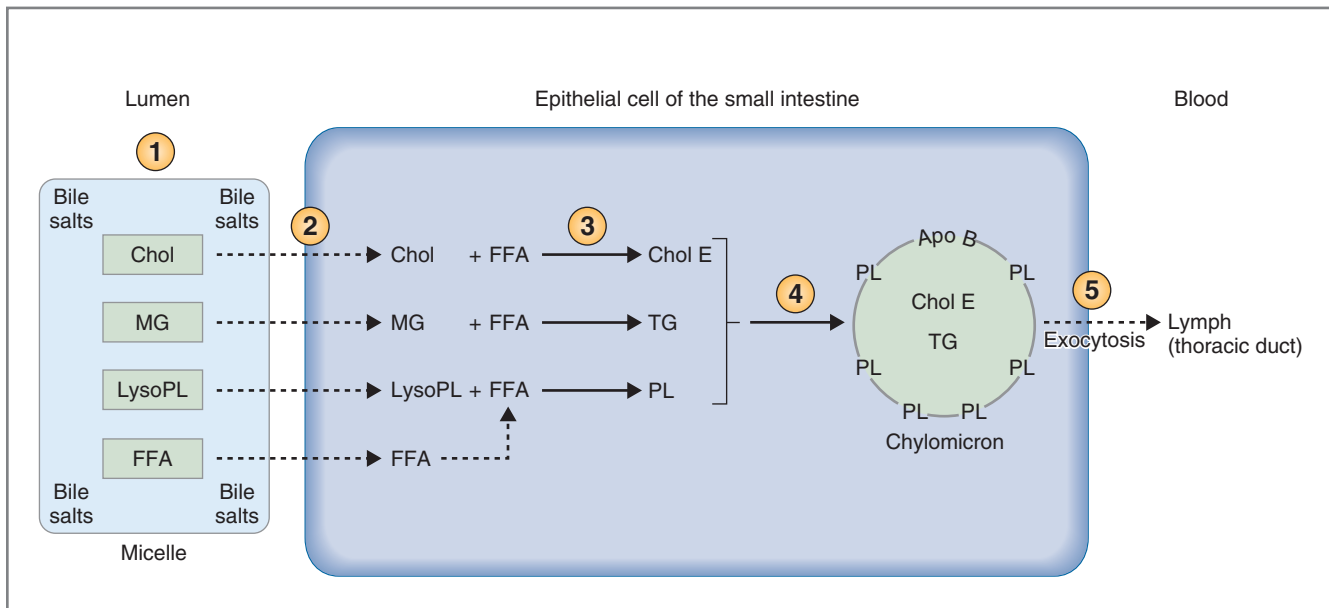 Lumen
Epithelial cell of the small intestine
Blood
1
Bile
salts
Bile
salts
2
3
4
5
Chol
Chol + FFA
Chol E
MG
MG + FFA
TG
LysoPL
LysoPL + FFA
PL
FFA
FFA
Bile
salts
Bile
salts
Micelle
Apo B
PL
PL
Chol E
TG
PL
PL
PL
PL
Chylomicron
Exocytosis
Lymph
(thoracic duct)